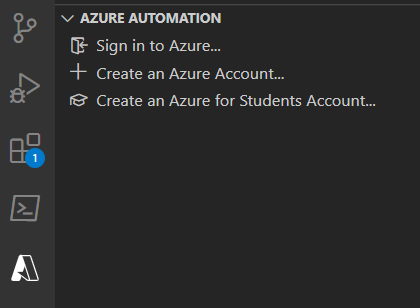 AZURE AUTOMATION
Sign in to Azure...
Create an Azure Account...
Create an Azure for Students Account...
1